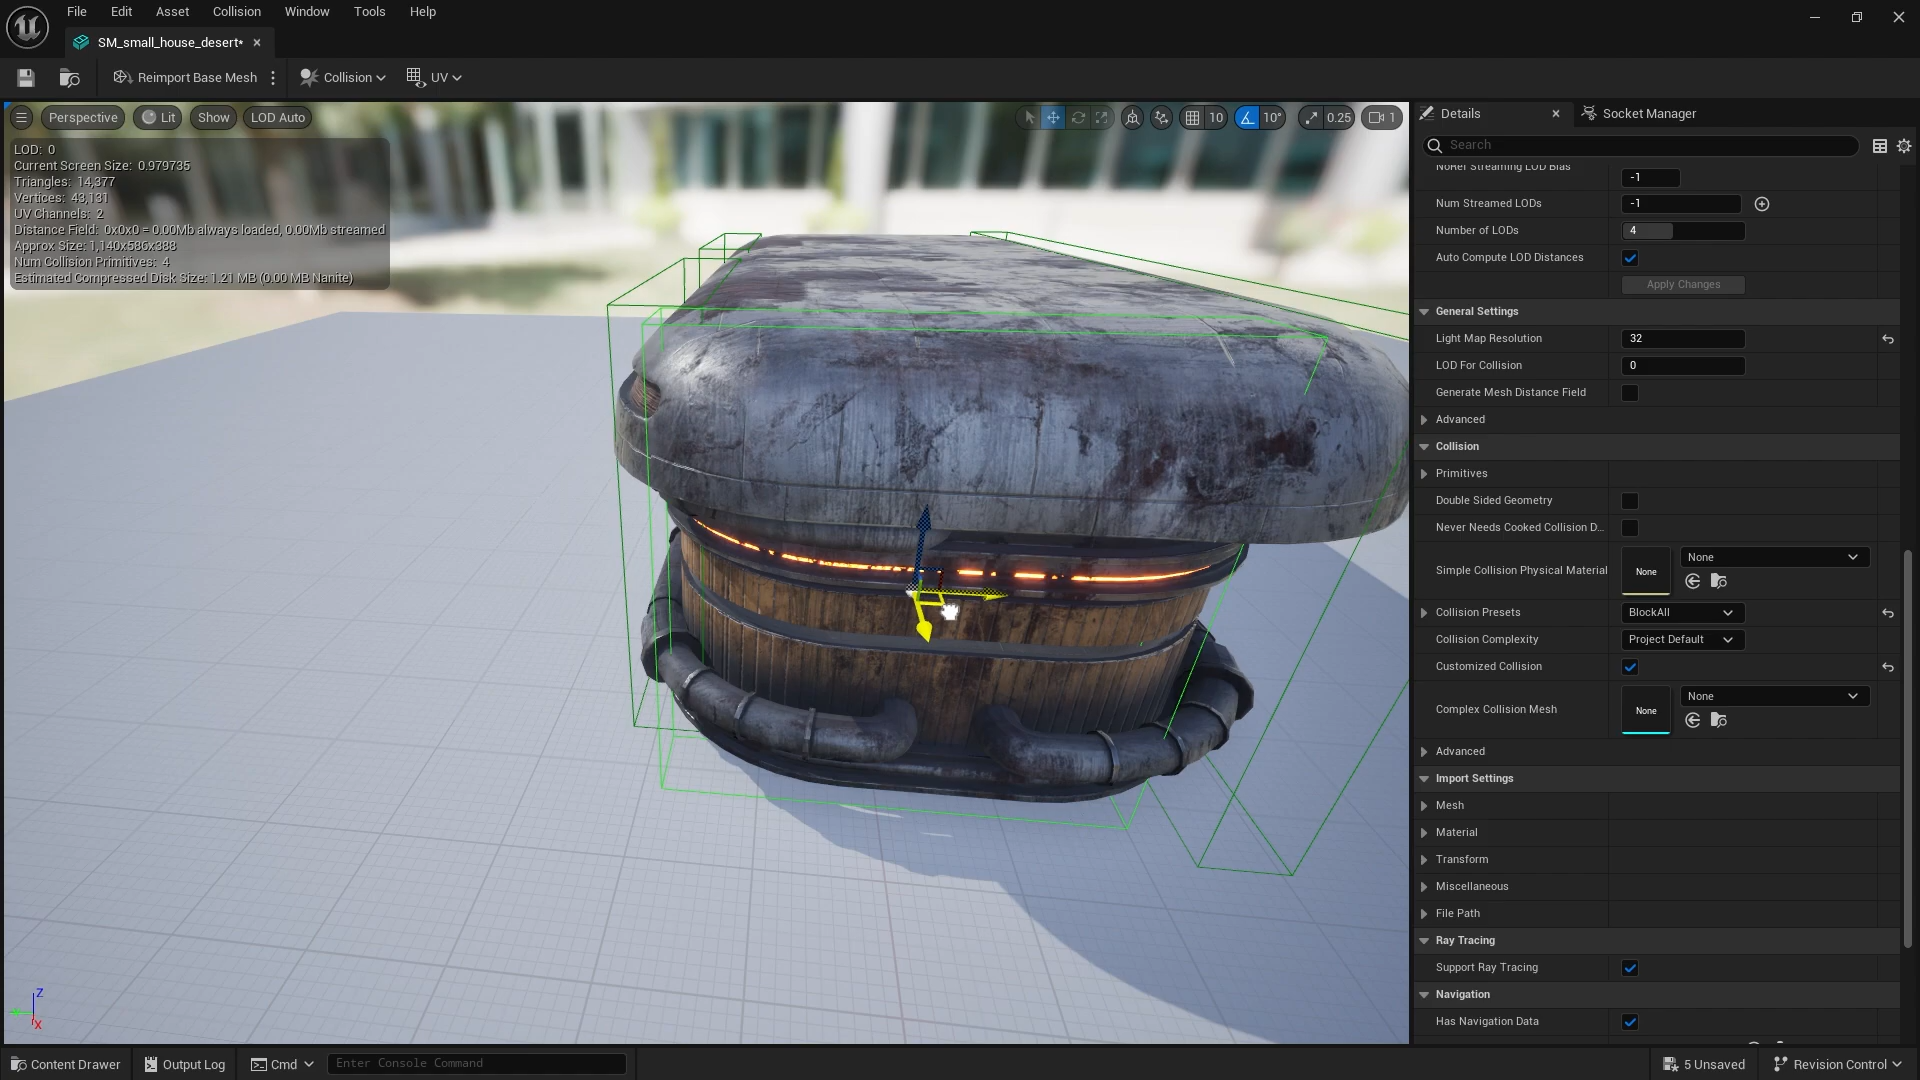 File Edit Asset Collision Window Tools Help
SM_small_house_desert*
Reimport Base Mesh
Collision
UV
Perspective
Lit
Show
LOD Auto
10
10°
0.25
1
LOD: 0
Current Screen Size: 0.979735
Triangles: 14,377
Vertices: 43,131
UV Channels: 2
Distance Field: 0x0x0 = 0.00Mb always loaded, 0.00Mb streamed
Approx Size: 1,140x586x388
Num Collision Primitives: 4
Estimated Compressed Disk Size: 1.21 MB (0.00 MB Nanite)
Z
X
Details
Socket Manager
Search
NoRef Streaming LOD Bias
-1
Num Streamed LODs -1
Number of LODs 4
Auto Compute LOD Distances
Apply Changes
General Settings
Light Map Resolution 32
LOD For Collision 0
Generate Mesh Distance Field
Advanced
Collision
Primitives
Double Sided Geometry
Never Needs Cooked Collision D...
Simple Collision Physical Material None None
Collision Presets BlockAll
Collision Complexity Project Default
Customized Collision
Complex Collision Mesh None None
Advanced
Import Settings
Mesh
Material
Transform
Miscellaneous
File Path
Ray Tracing
Support Ray Tracing
Navigation
Has Navigation Data
Content Drawer
Output Log
Cmd
Enter Console Command
5 Unsaved
Revision Control